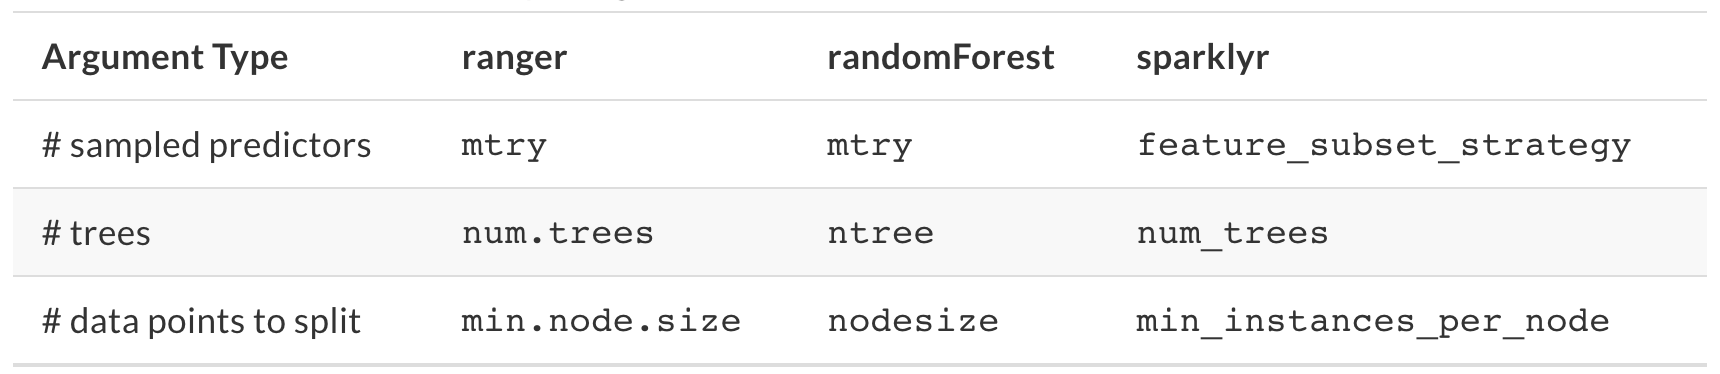 Argument Type ranger randomForest sparklyr
# sampled predictors mtry mtry feature_subset_strategy
# trees num.trees ntree num_trees
# data points to split min.node.size nodesize min_instances_per_node